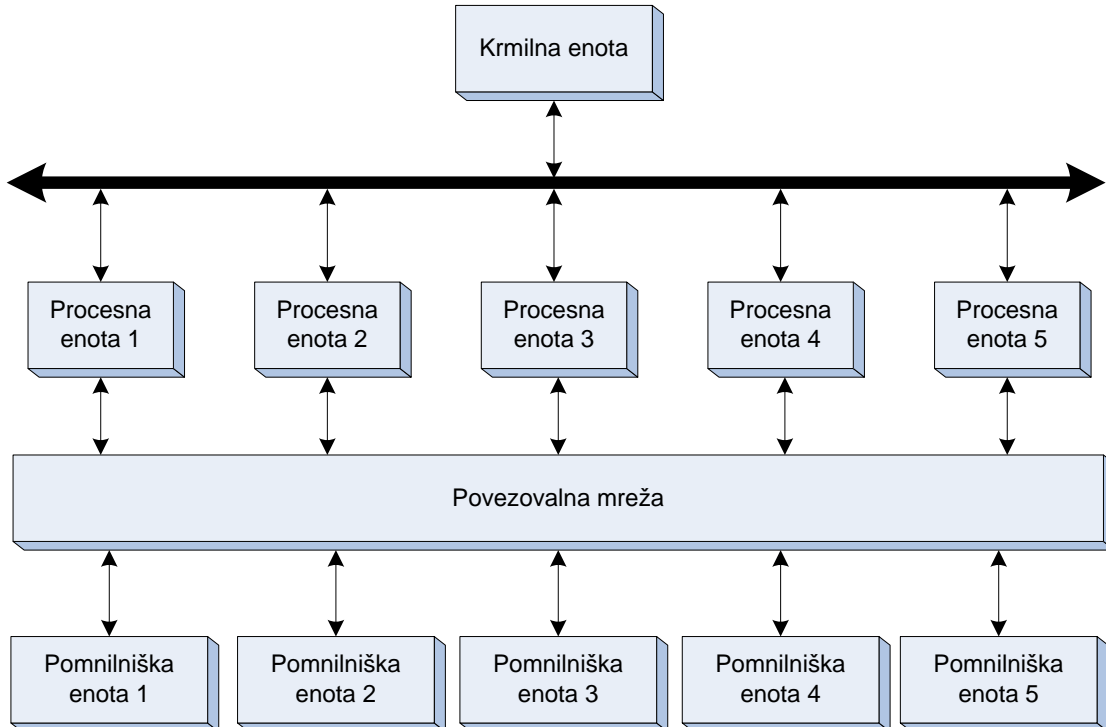 Krmilna enota
Procesna
enota 1
Procesna
enota 2
Procesna
enota 3
Procesna
enota 4
Procesna
enota 5
Povezovalna mreža
Pomnilniška
enota 1
Pomnilniška
enota 2
Pomnilniška
enota 3
Pomnilniška
enota 4
Pomnilniška
enota 5